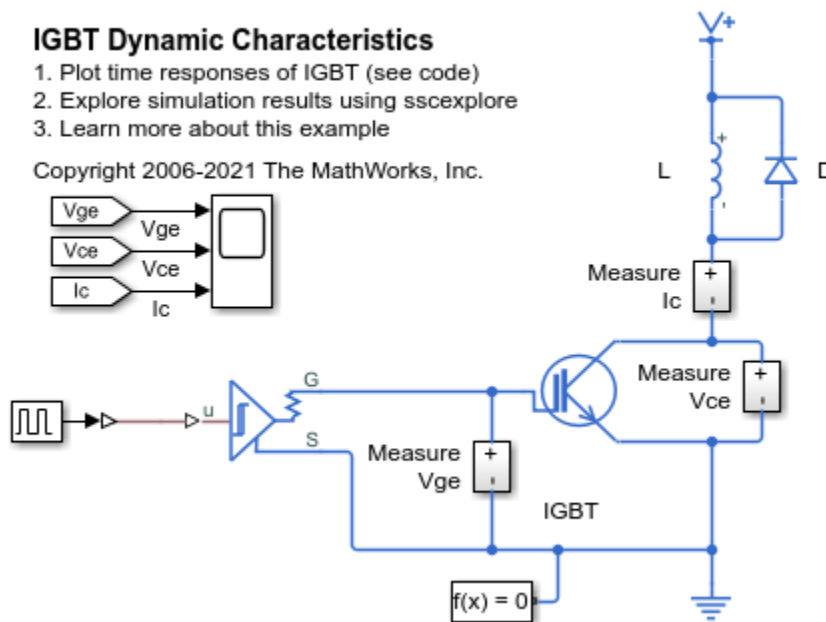 IGBT Dynamic Characteristics
1. Plot time responses of IGBT (see code)
2. Explore simulation results using sscexplore
3. Learn more about this example
Copyright 2006-2021 The MathWorks, Inc.
V+
+
L
D
-
Vge
Vge
Vce
Vce
Ic
Ic
Measure
Ic
+
-
G
u
S
Measure
Vce
+
-
Measure
Vge
+
-
IGBT
f(x) = 0